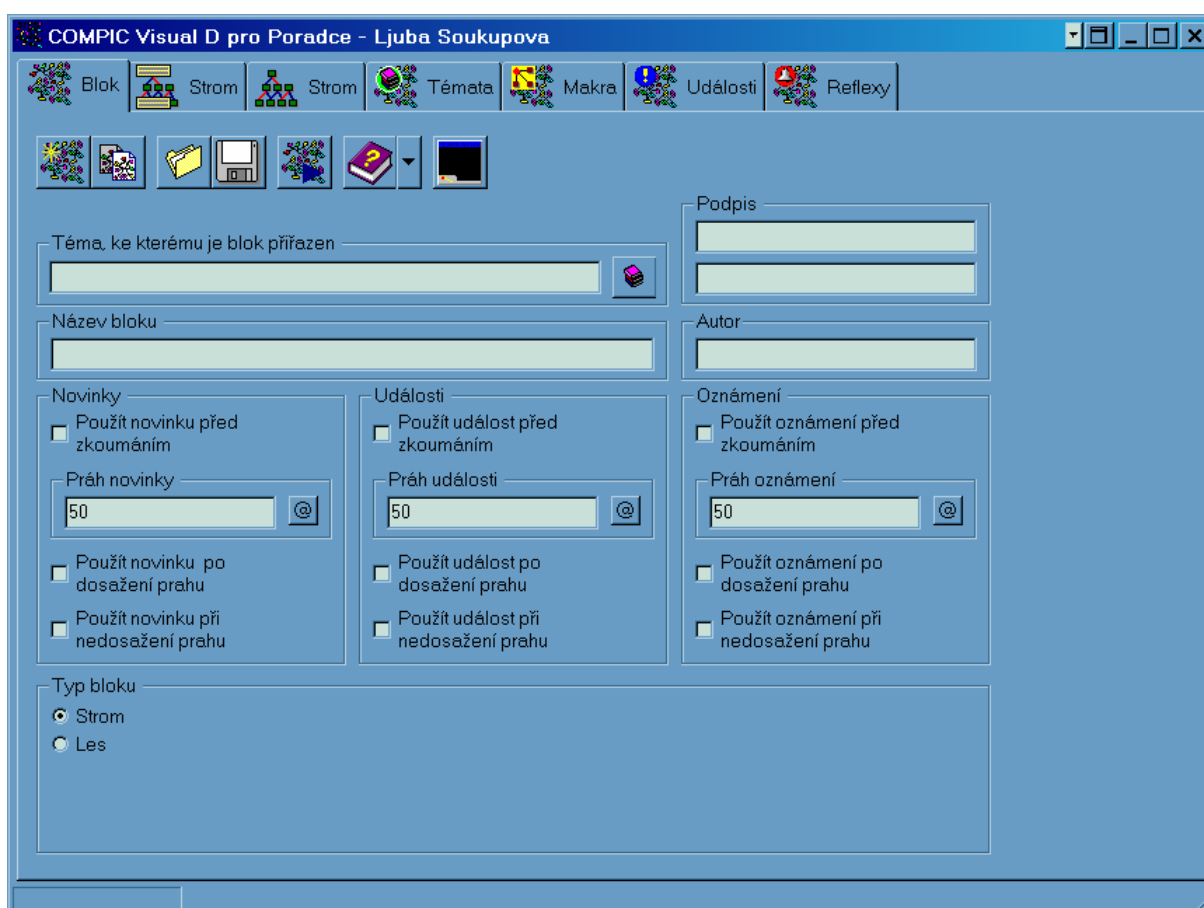 COMPIC Visual D pro Poradce - Ljuba Soukupova
Blok Strom Strom Témata Makra Události Reflexy
Podpis
Téma, ke kterému je blok přiřazen
Název bloku
Autor
Novinky
Události
Oznámení
Použít novinku před
zkoumáním
Použít událost před
zkoumáním
Použít oznámení před
zkoumáním
Práh novinky
Práh události
Práh oznámení
50 @
50 @
50 @
Použít novinku po
dosažení prahu
Použít událost po
dosažení prahu
Použít oznámení po
dosažení prahu
Použít novinku při
nedosažení prahu
Použít událost při
nedosažení prahu
Použít oznámení při
nedosažení prahu
Typ bloku
Strom
Les